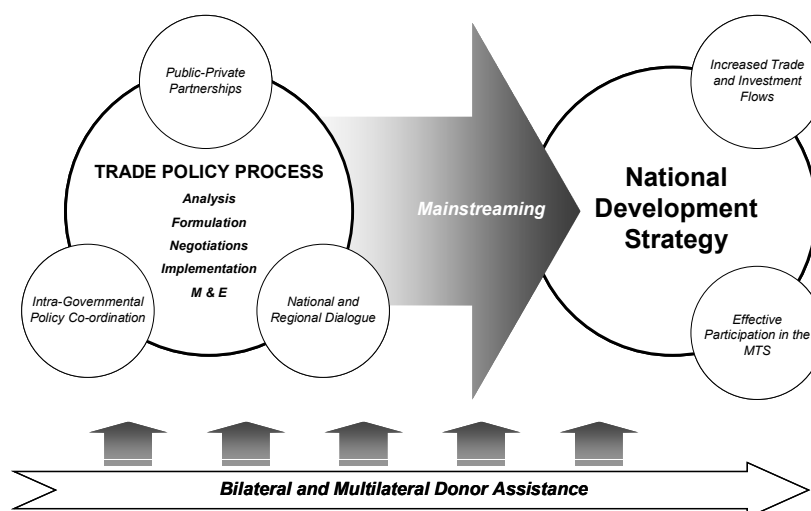 Public-Private
Partnerships
TRADE POLICY PROCESS
Analysis
Formulation
Negotiations
Implementation
M & E
Intra-Governmental
Policy Co-ordination
National and
Regional Dialogue
Mainstreaming
Increased Trade
and Investment
Flows
National
Development
Strategy
Effective
Participation in the
MTS
Bilateral and Multilateral Donor Assistance